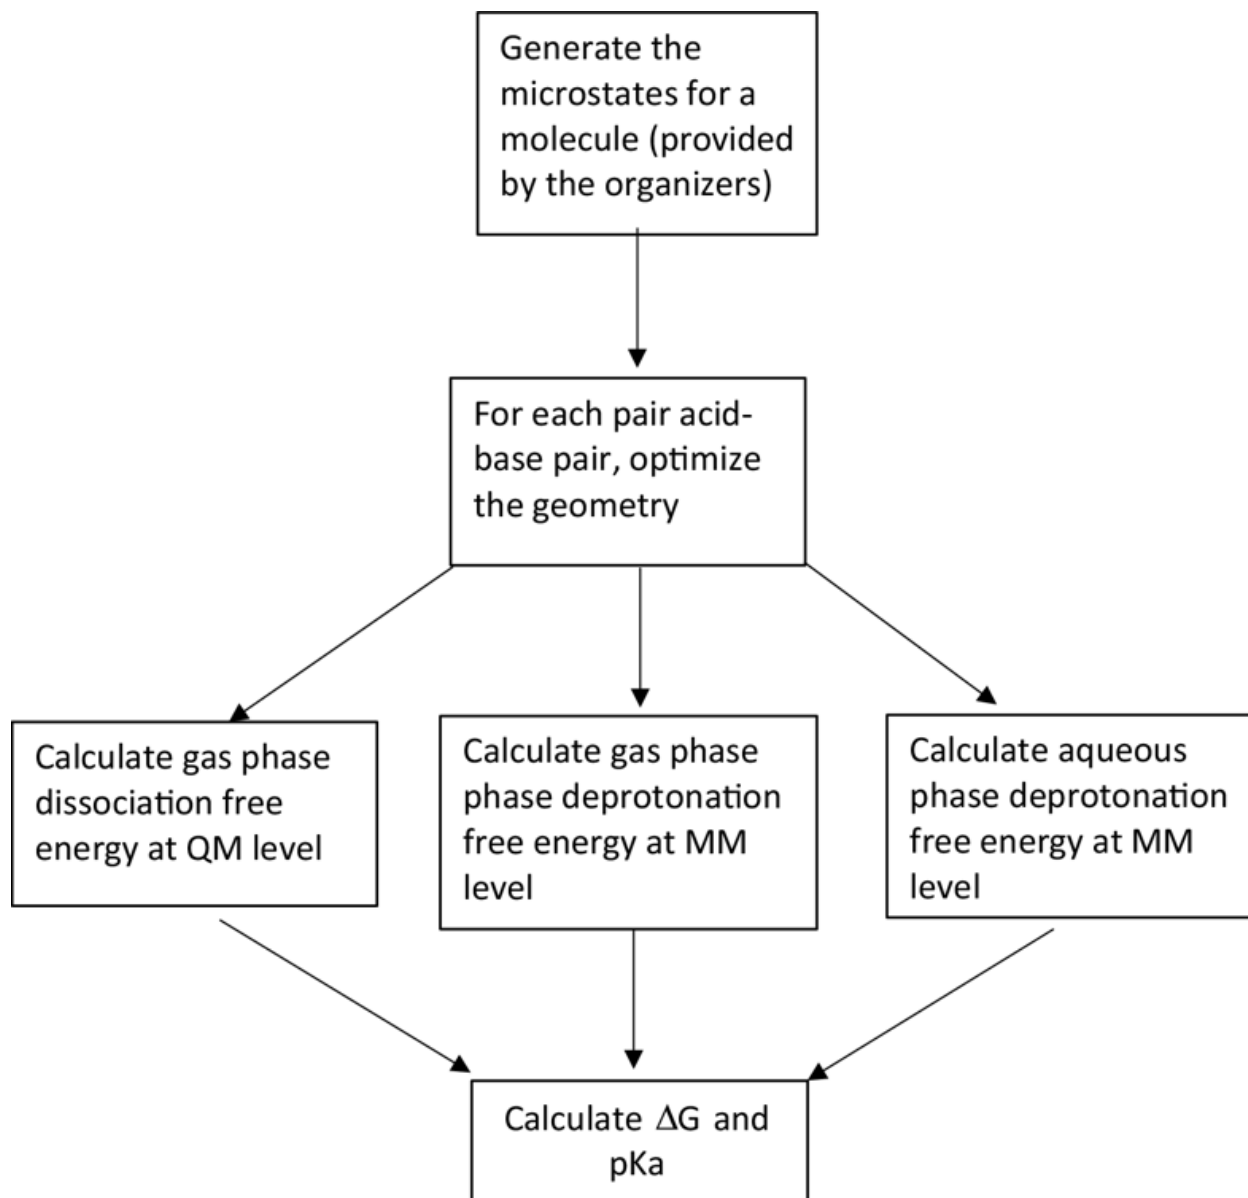 Generate the
microstates for a
molecule (provided
by the organizers)
For each pair acid-
base pair, optimize
the geometry
Calculate gas phase
dissociation free
energy at QM level
Calculate gas phase
phase deprotonation
free energy at MM
level
Calculate aqueous
phase deprotonation
free energy at MM
level
Calculate ΔG and
pKa